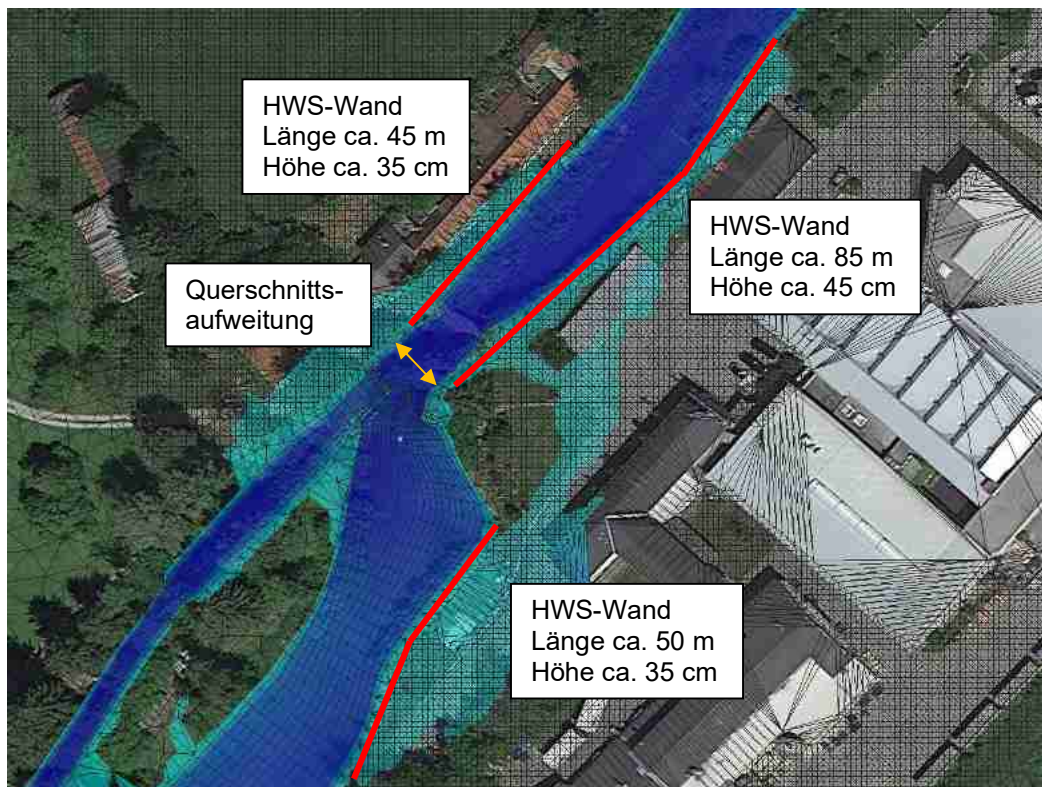 HWS-Wand
Länge ca. 45 m
Höhe ca. 35 cm
HWS-Wand
Länge ca. 85 m
Höhe ca. 45 cm
Querschnitts-
aufweitung
HWS-Wand
Länge ca. 50 m
Höhe ca. 35 cm